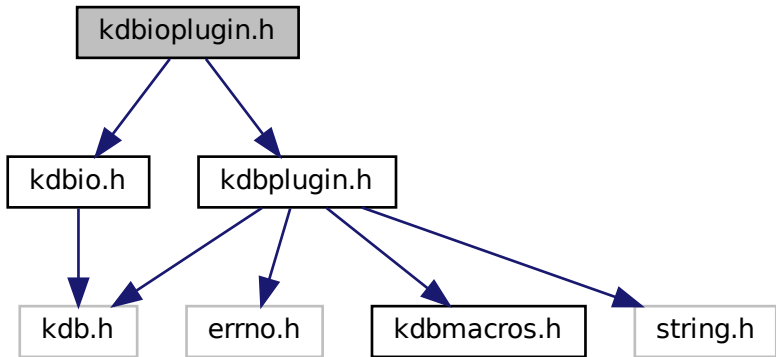 kdbioplugin.h
kdbio.h
kdbplugin.h
kdb.h
errno.h
kdbmacros.h
string.h